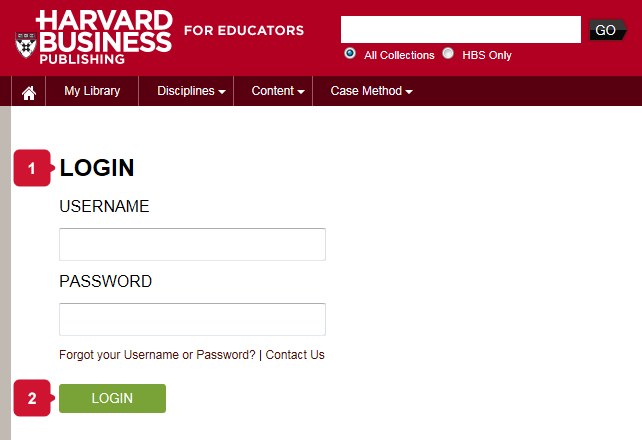 HARVARD
BUSINESS
PUBLISHING
FOR EDUCATORS
GO
All Collections
HBS Only
My Library
Disciplines
Content
Case Method
1
LOGIN
USERNAME
PASSWORD
Forgot your Username or Password? | Contact Us
2
LOGIN